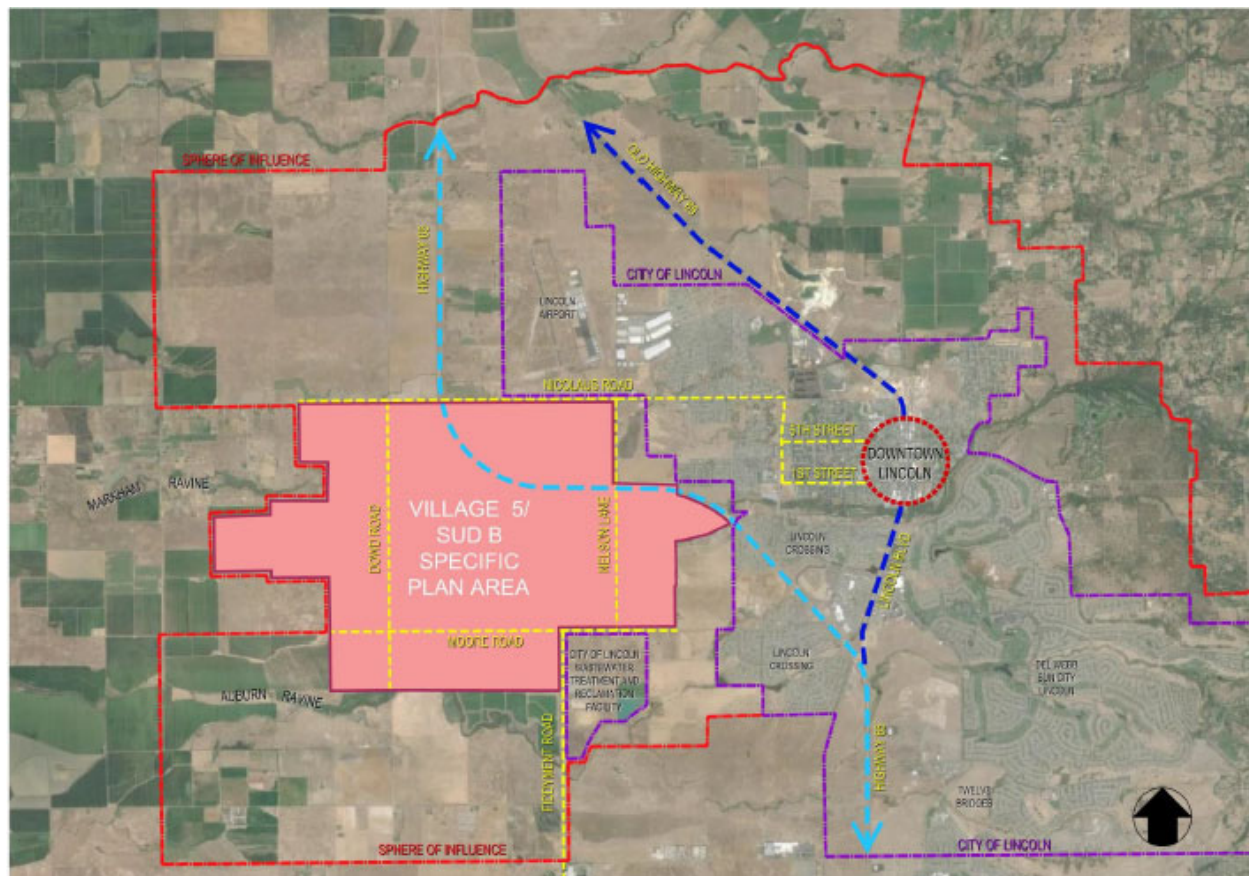 SPHERE OF INFLUENCE
HIGHWAY 65
OLD HIGHWAY 65
CITY OF LINCOLN
LINCOLN
AIRPORT
NICOLAUS ROAD
5TH STREET
1ST STREET
DOWNTOWN
LINCOLN
MARKHAM RAVINE
VILLAGE 5/
SUD B
SPECIFIC
PLAN AREA
DOWD ROAD
NELSON LANE
LINCOLN
CROSSING
LINCOLN BLVD
MOORE ROAD
CITY OF LINCOLN
WASTEWATER
TREATMENT AND
RECLAMATION
FACILITY
LINCOLN
CROSSING
DEL WEBB
SUN CITY
LINCOLN
AUBURN RAVINE
FIDDYMENT ROAD
HIGHWAY 65
TWELVE
BRIDGES
SPHERE OF INFLUENCE
CITY OF LINCOLN